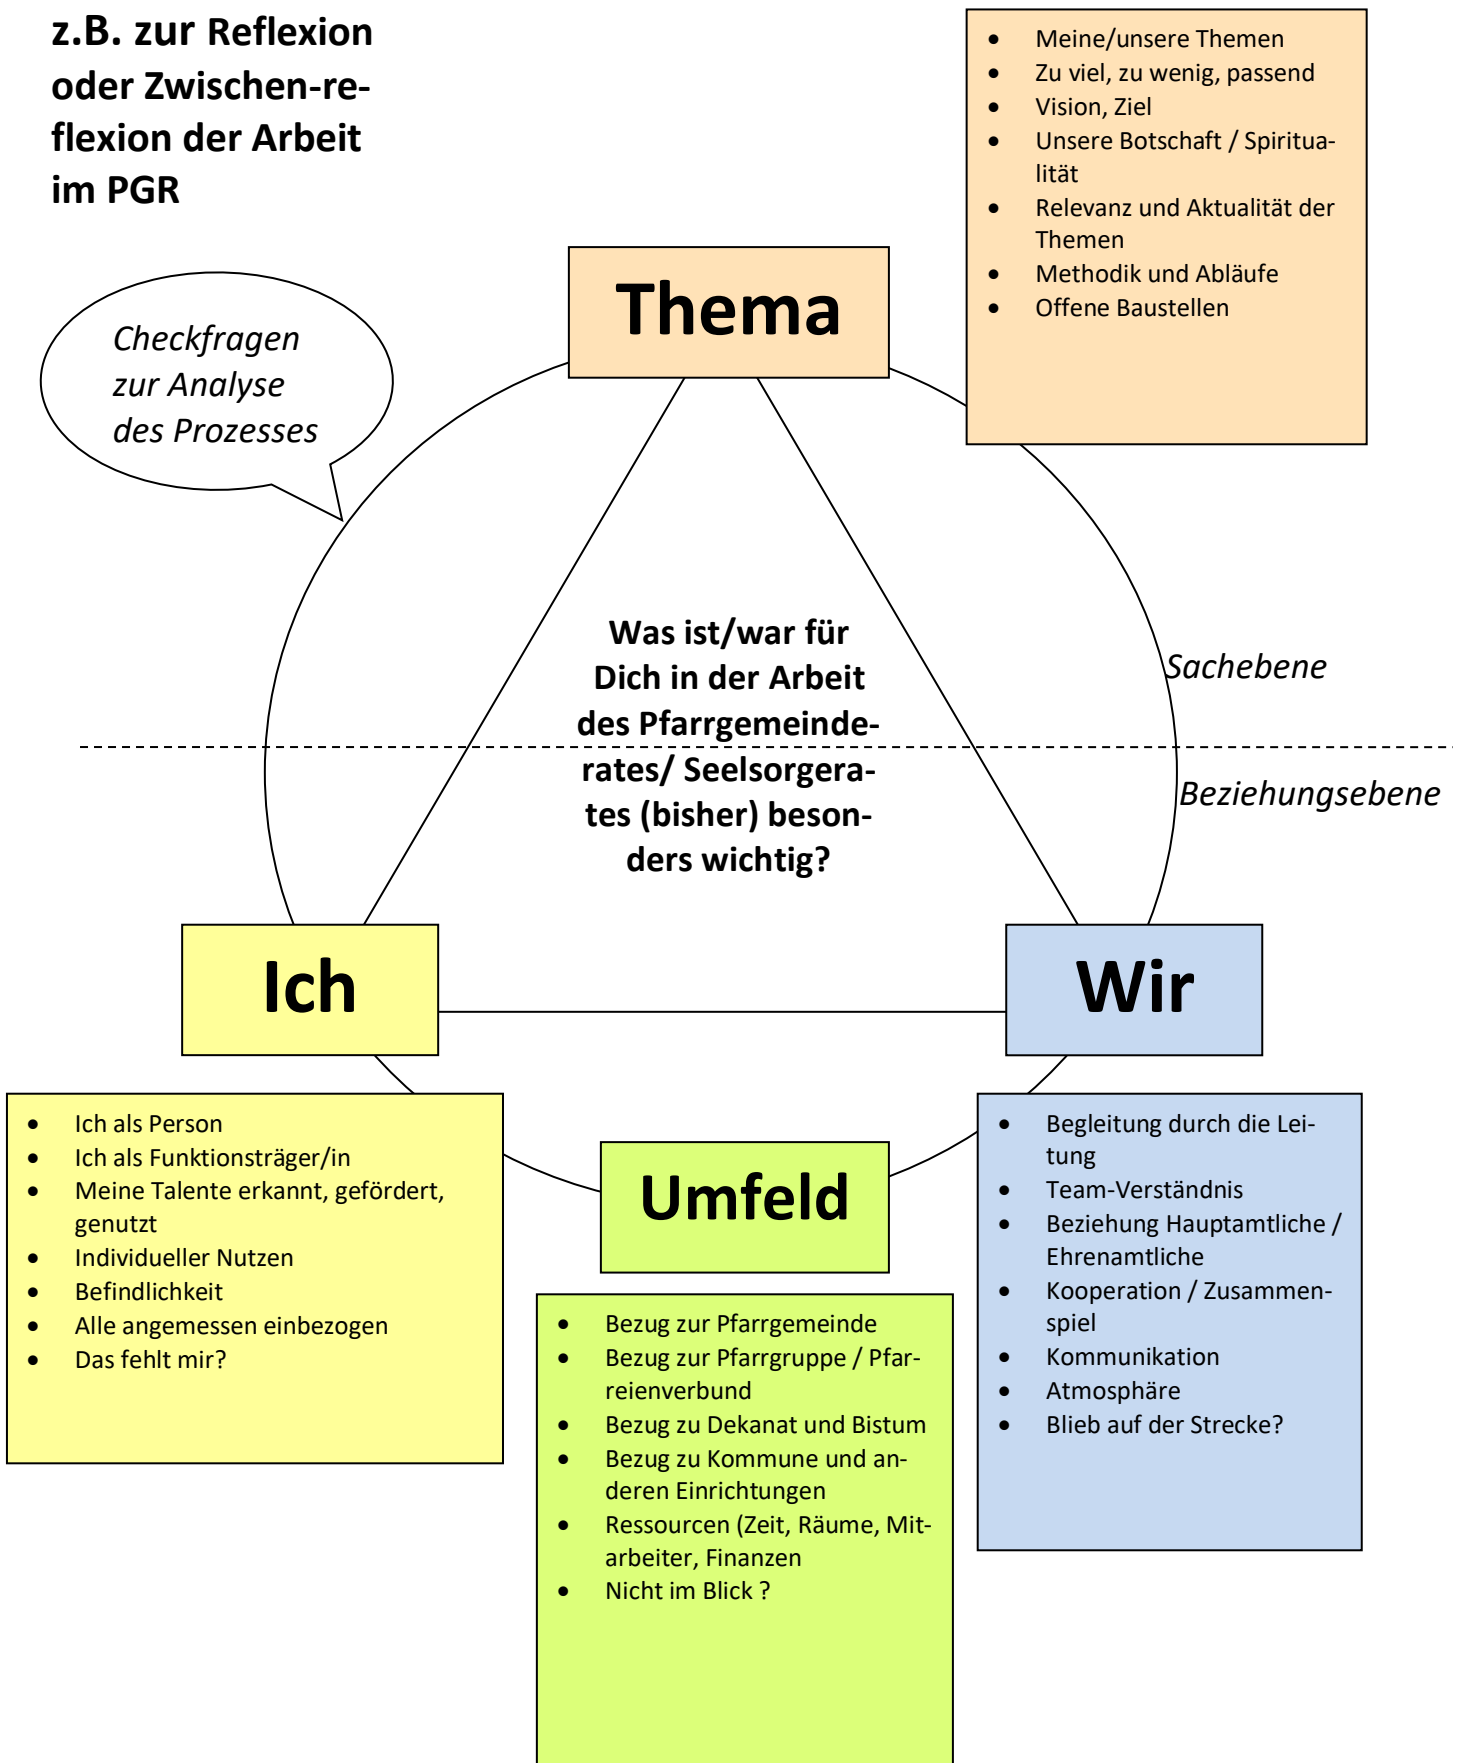 z.B. zur Reflexion
oder Zwischen-re-
flexion der Arbeit
im PGR
• Meine/unsere Themen
• Zu viel, zu wenig, passend
• Vision, Ziel
• Unsere Botschaft / Spiritua-
lität
• Relevanz und Aktualität der
Themen
• Methodik und Abläufe
• Offene Baustellen
Thema
Checkfragen
zur Analyse
des Prozesses
Was ist/war für
Dich in der Arbeit
des Pfarrgemeinde-
rates/ Seelsorgera-
tes (bisher) beson-
ders wichtig?
Sachebene
Beziehungsebene
Ich
Wir
• Ich als Person
• Ich als Funktionsträger/in
• Meine Talente erkannt, gefördert,
genutzt
• Individueller Nutzen
• Befindlichkeit
• Alle angemessen einbezogen
• Das fehlt mir?
Umfeld
• Bezug zur Pfarrgemeinde
• Bezug zur Pfarrgruppe / Pfar-
reienverbund
• Bezug zu Dekanat und Bistum
• Bezug zu Kommune und an-
deren Einrichtungen
• Ressourcen (Zeit, Räume, Mit-
arbeiter, Finanzen
• Nicht im Blick ?
• Begleitung durch die Lei-
tung
• Team-Verständnis
• Beziehung Hauptamtliche /
Ehrenamtliche
• Kooperation / Zusammen-
spiel
• Kommunikation
• Atmosphäre
• Blieb auf der Strecke?